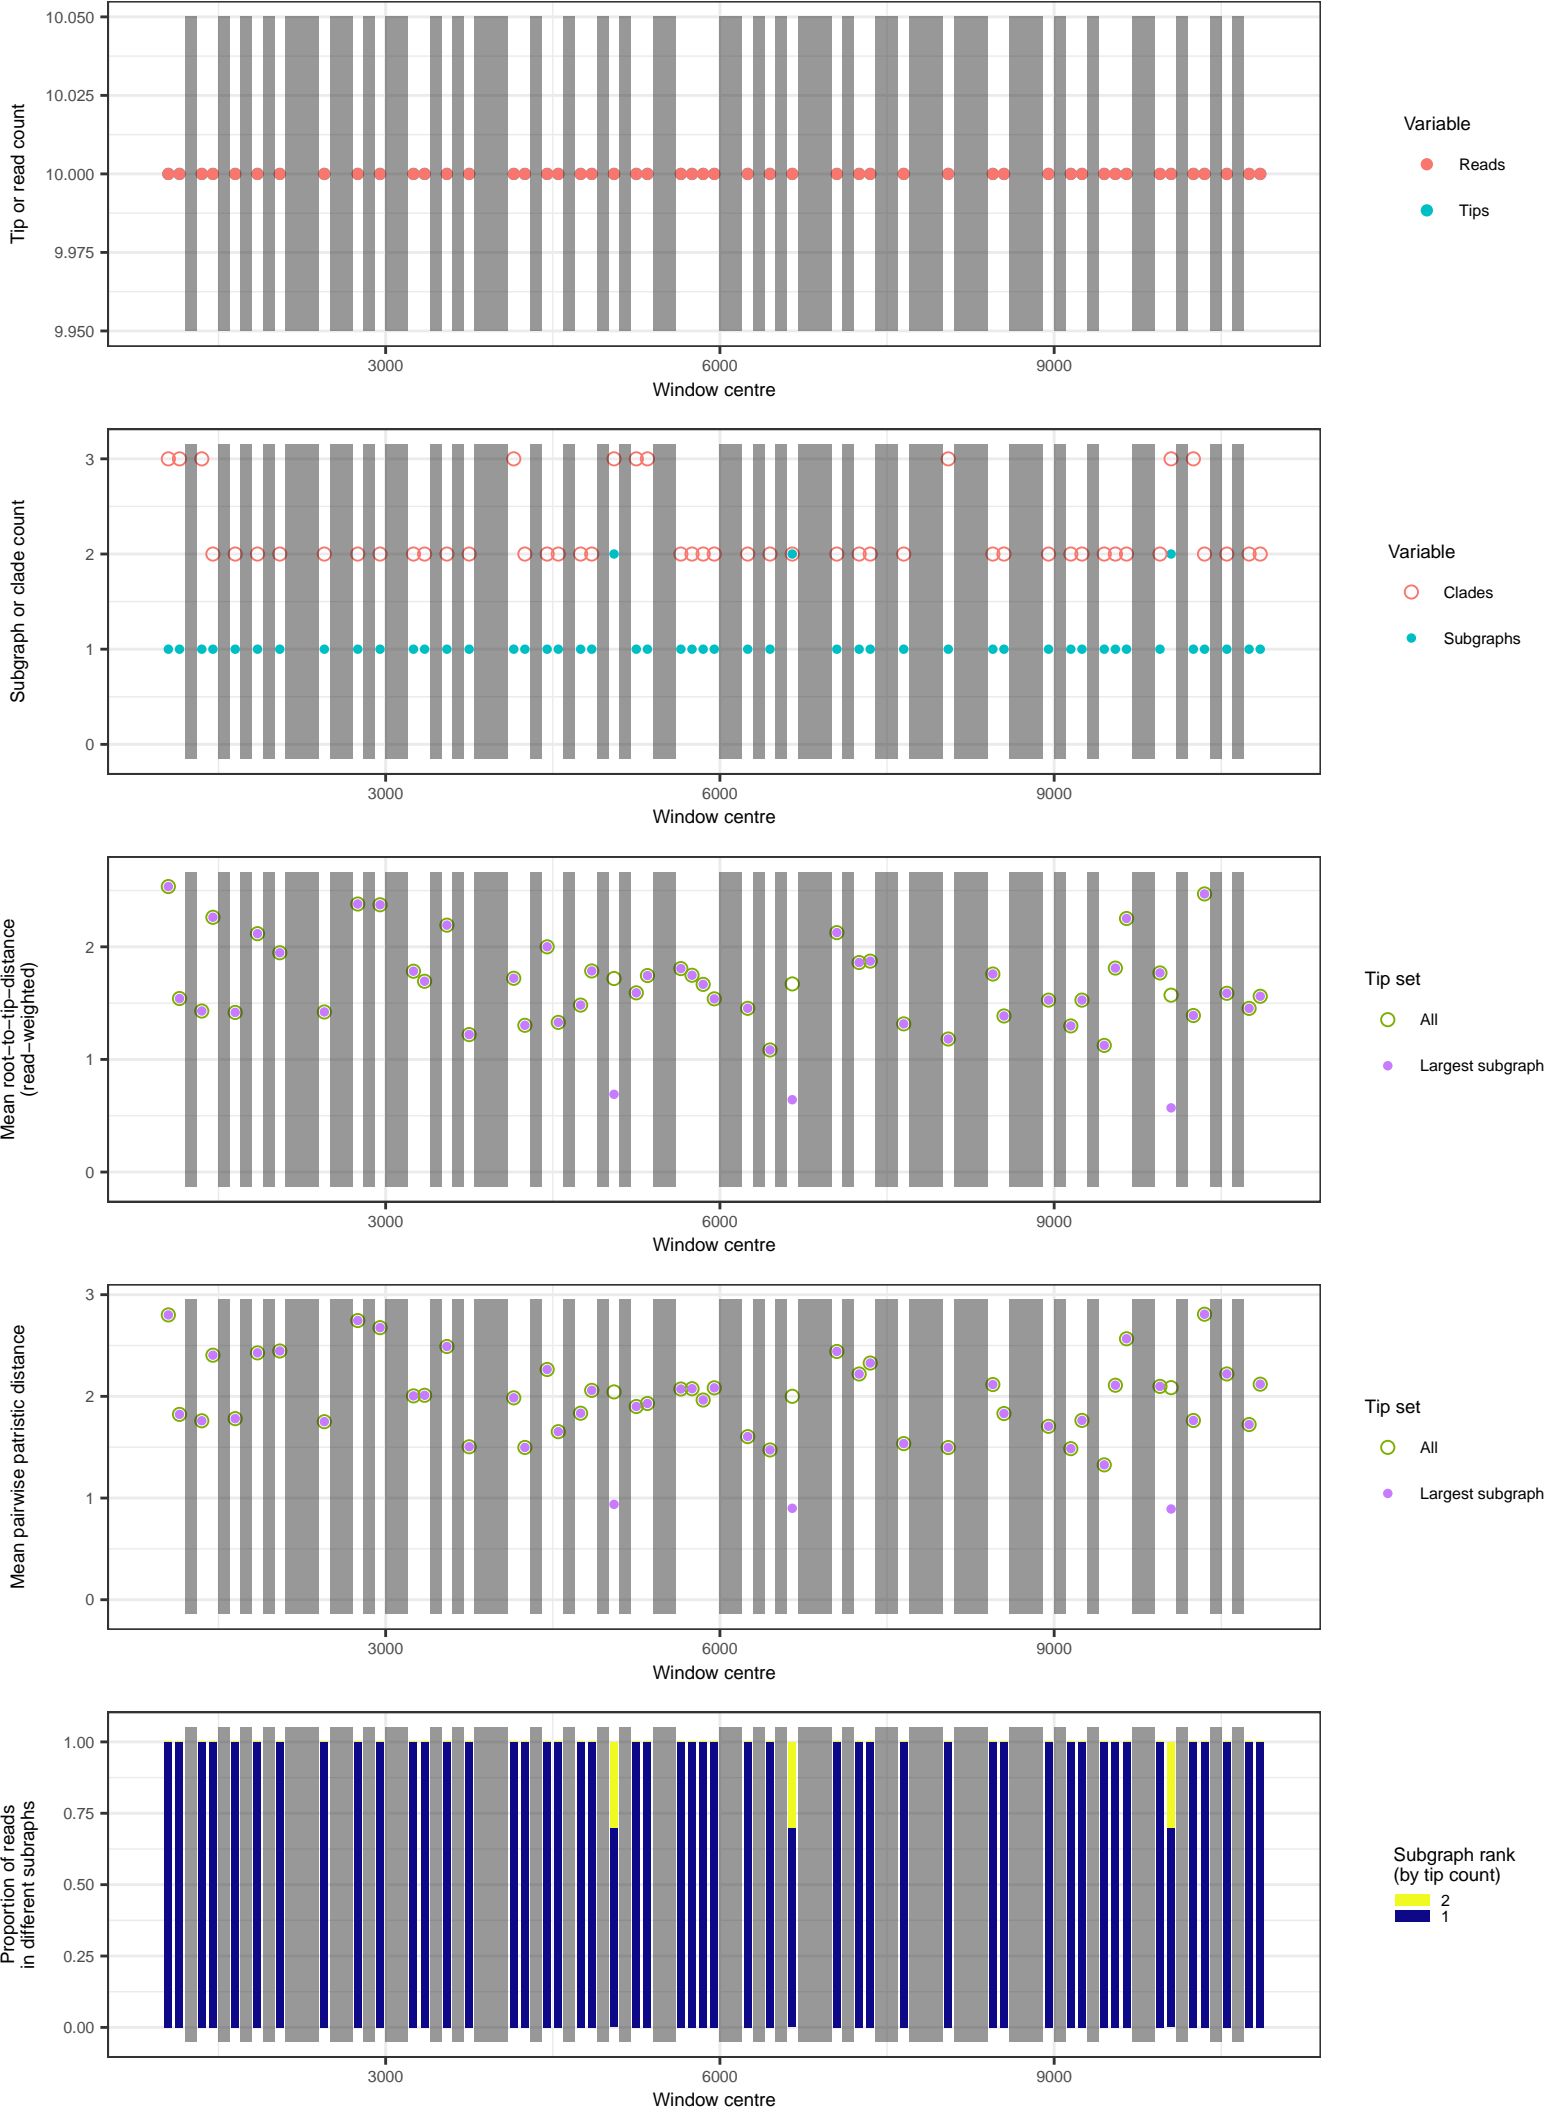 10.050
10.025
10.000
9.975
9.950
Tip or read count
3000
6000
9000
Window centre
Variable
Reads
Tips
3
2
1
0
Subgraph or clade count
3000
6000
9000
Window centre
Variable
Clades
Subgraphs
2
1
0
Mean root−to−tip−distance
(read−weighted)
3000
6000
9000
Window centre
Tip set
All
Largest subgraph
3
2
1
0
Mean pairwise patristic distance
3000
6000
9000
Window centre
Tip set
All
Largest subgraph
1.00
0.75
0.50
0.25
0.00
Proportion of reads
in different subraphs
3000
6000
9000
Window centre
Subgraph rank
(by tip count)
2
1